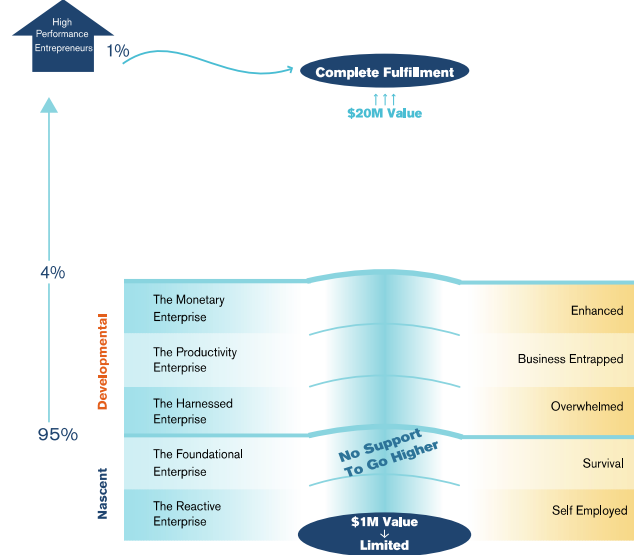 High
Performance
Entrepreneurs
1%
Complete Fulfillment
$20M Value
4%
95%
Developmental
Nascent
The Monetary
Enterprise
Enhanced
The Productivity
Enterprise
Business Entrapped
The Harnessed
Enterprise
Overwhelmed
The Foundational
Enterprise
No Support
To Go Higher
Survival
The Reactive
Enterprise
Self Employed
$1M Value
Limited